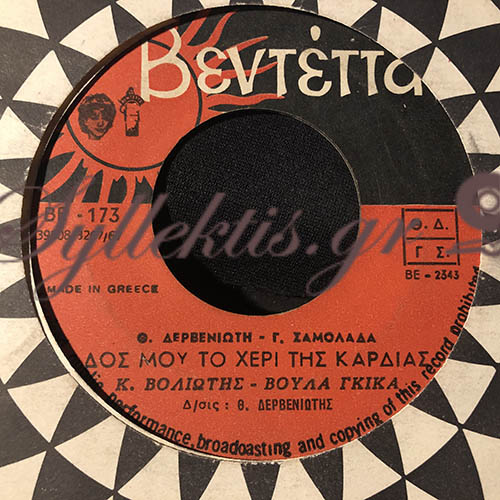 Βεντέττα
ΒΕ - 173
Θ. Δ.
Γ. Σ.
ΒΕ - 2343
MADE IN GREECE
Syllektis.gr
Θ. ΔΕΡΒΕΝΙΩΤΗ - Γ. ΣΑΜΟΛΑΔΑ
ΔΟΣ ΜΟΥ ΤΟ ΧΕΡΙ ΤΗΣ ΚΑΡΔΙΑΣ
Κ. ΒΟΛΙΩΤΗΣ - ΒΟΥΛΑ ΓΚΙΚΑ
Δ/σις : Θ. ΔΕΡΒΕΝΙΩΤΗΣ
performance, broadcasting and copying of this record prohibited